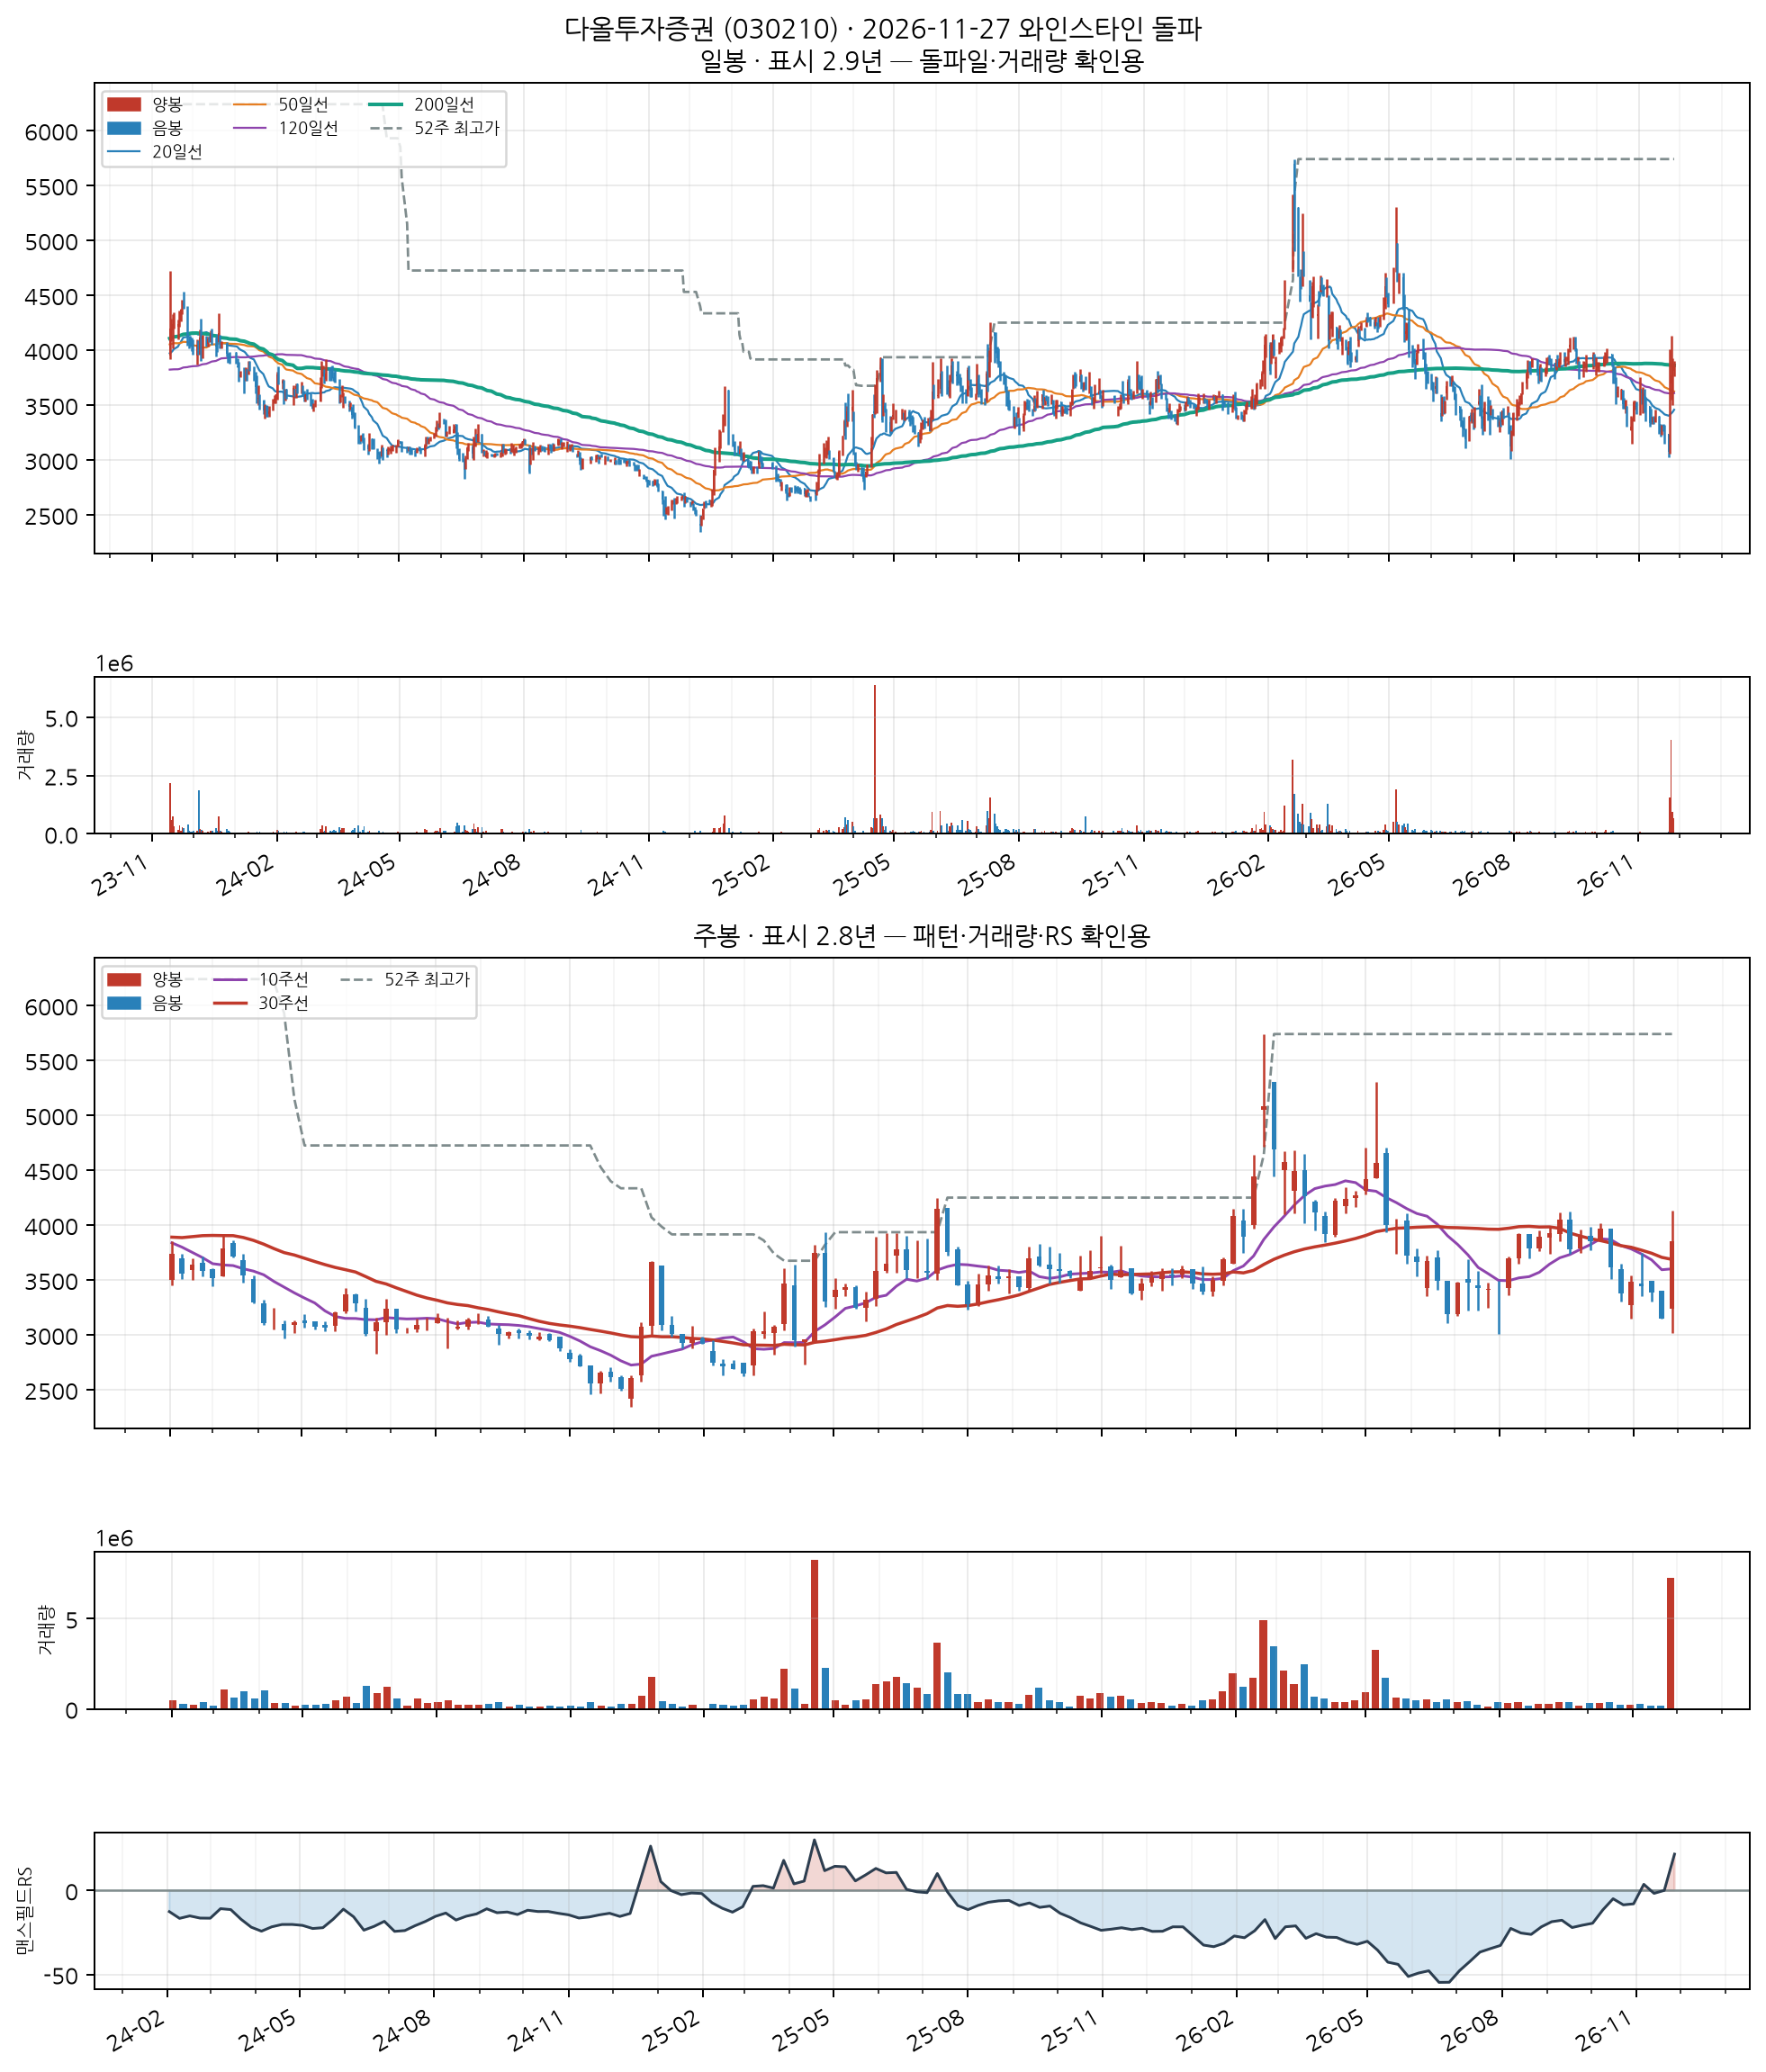 다올투자증권 (030210) · 2026-11-27 와인스타인 돌파
일봉 · 표시 2.9년 — 돌파일·거래량 확인용
양봉
음봉
20일선
50일선
120일선
200일선
52주 최고가
6000
5500
5000
4500
4000
3500
3000
2500
1e6
거래량
5.0
2.5
0.0
23-11
24-02
24-05
24-08
24-11
25-02
25-05
25-08
25-11
26-02
26-05
26-08
26-11
주봉 · 표시 2.8년 — 패턴·거래량·RS 확인용
양봉
음봉
10주선
30주선
52주 최고가
6000
5500
5000
4500
4000
3500
3000
2500
1e6
거래량
5
0
맨스필드RS
0
-50
24-02
24-05
24-08
24-11
25-02
25-05
25-08
25-11
26-02
26-05
26-08
26-11